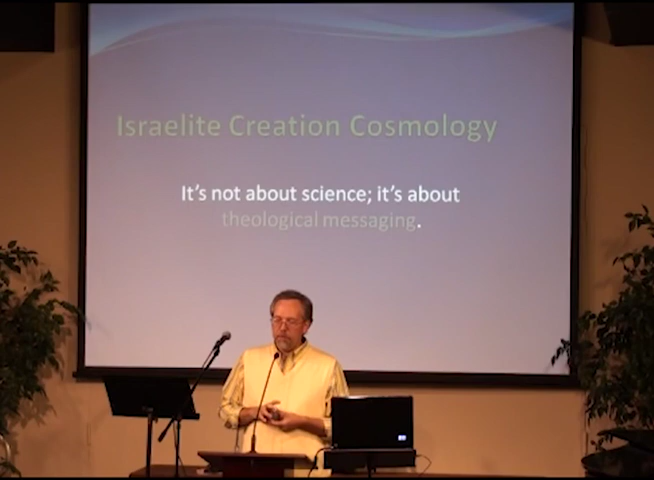 Israelite Creation Cosmology
It's not about science; it's about
theological messaging.